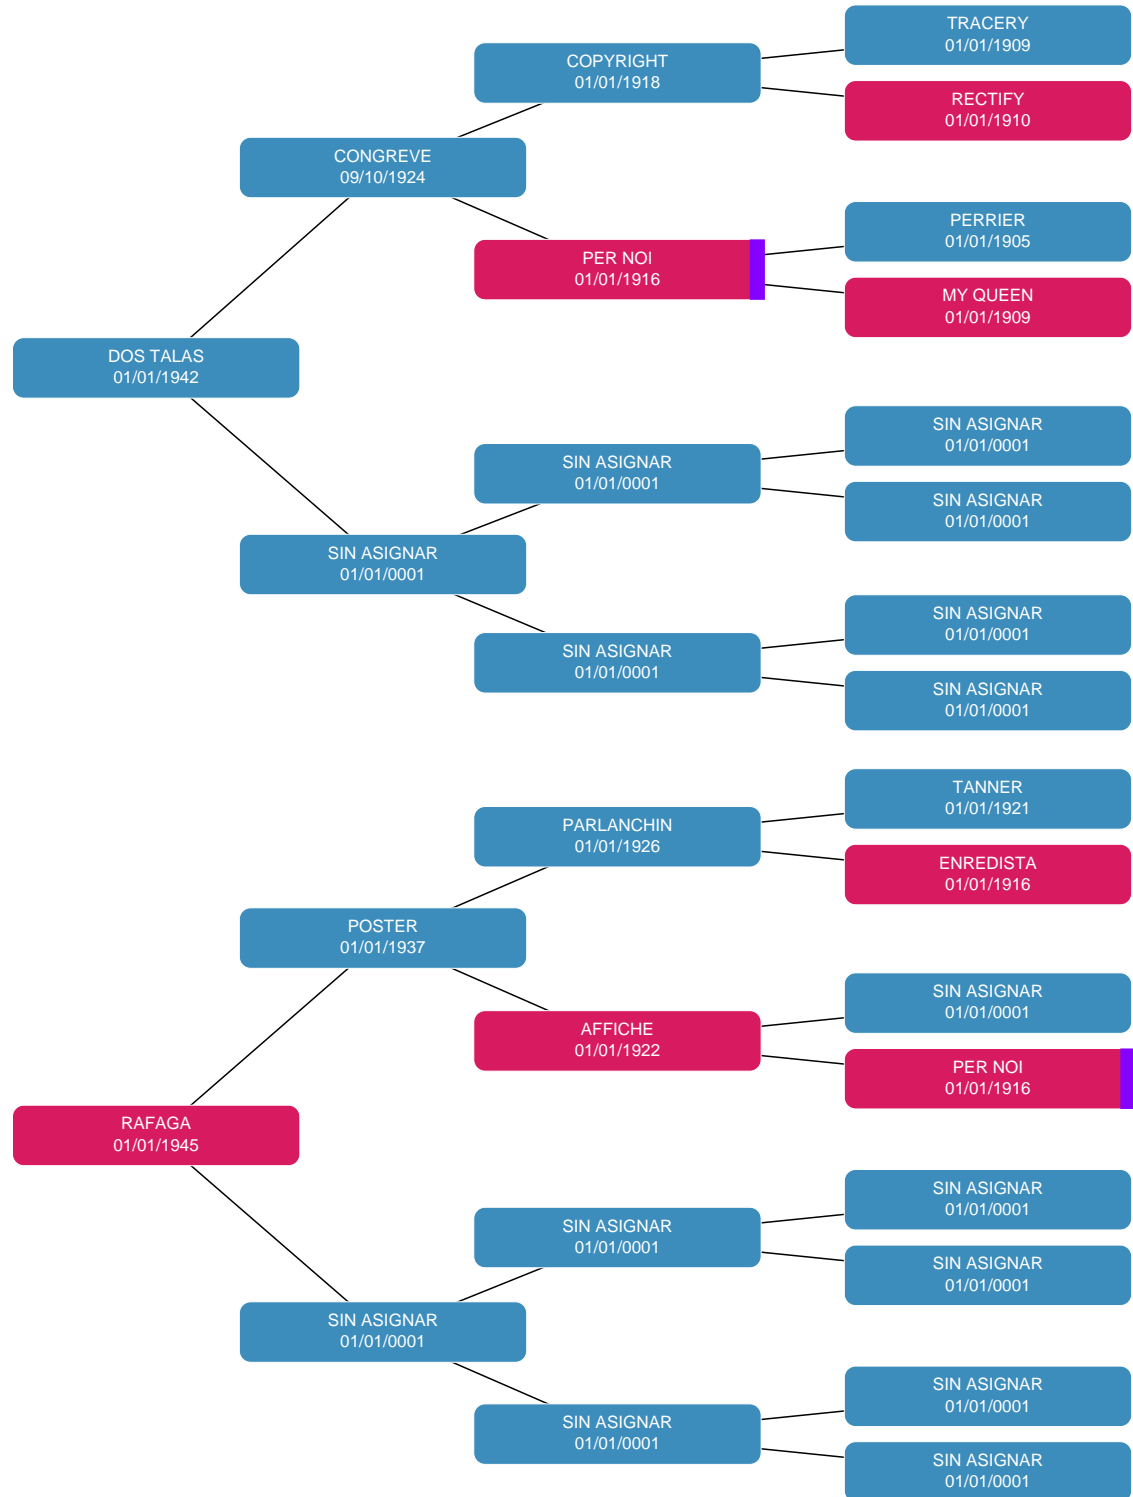 TRACERY
01/01/1909
COPYRIGHT
01/01/1918
RECTIFY
01/01/1910
CONGREVE
09/10/1924
PERRIER
01/01/1905
PER NOI
01/01/1916
MY QUEEN
01/01/1909
DOS TALAS
01/01/1942
SIN ASIGNAR
01/01/0001
SIN ASIGNAR
01/01/0001
SIN ASIGNAR
01/01/0001
SIN ASIGNAR
01/01/0001
SIN ASIGNAR
01/01/0001
SIN ASIGNAR
01/01/0001
SIN ASIGNAR
01/01/0001
TANNER
01/01/1921
PARLANCHIN
01/01/1926
ENREDISTA
01/01/1916
POSTER
01/01/1937
SIN ASIGNAR
01/01/0001
AFFICHE
01/01/1922
PER NOI
01/01/1916
RAFAGA
01/01/1945
SIN ASIGNAR
01/01/0001
SIN ASIGNAR
01/01/0001
SIN ASIGNAR
01/01/0001
SIN ASIGNAR
01/01/0001
SIN ASIGNAR
01/01/0001
SIN ASIGNAR
01/01/0001
SIN ASIGNAR
01/01/0001